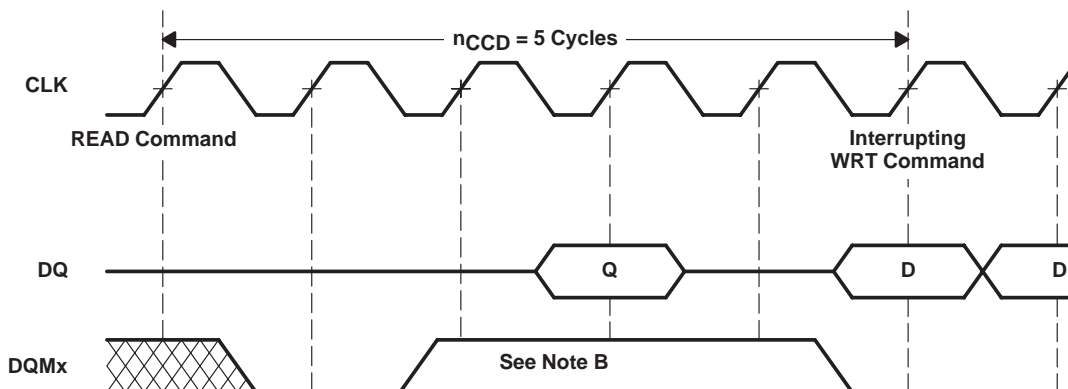 nCCD = 5 Cycles
CLK
READ Command
Interrupting
WRT Command
DQ
Q
D
D
DQMx
See Note B